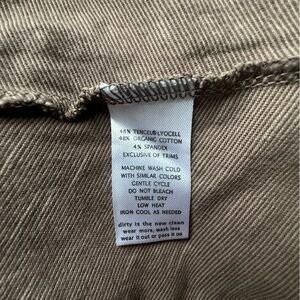 48% TENCEL®LYOCELL
48% ORGANIC COTTON
4% SPANDEX
EXCLUSIVE OF TRIMS
MACHINE WASH COLD
WITH SIMILAR COLORS
GENTLE CYCLE
DO NOT BLEACH
TUMBLE DRY
LOW HEAT
IRON COOL AS NEEDED
dirty is the new clean
wear more, wash less
wear it out or pass it on